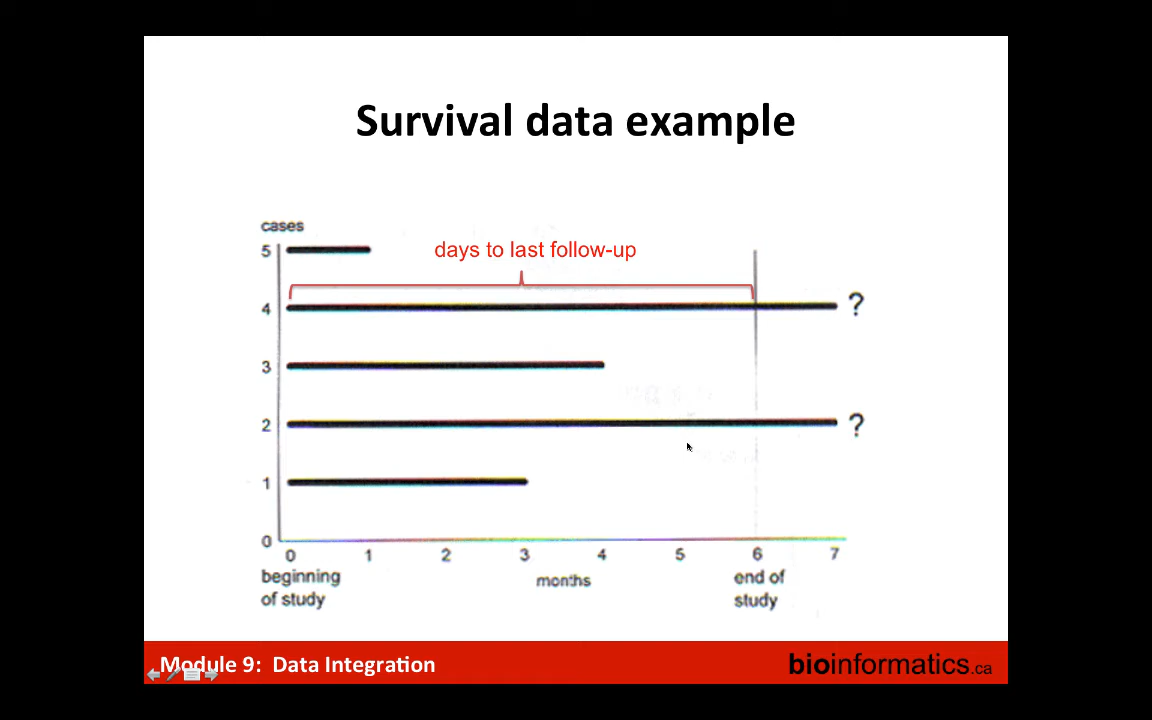 Survival data example
cases
5
days to last follow-up
4
?
3
2
?
1
0
0 1 2 3 4 5 6 7
beginning
of study
months
end of
study
Module 9: Data Integration
bioinformatics.ca